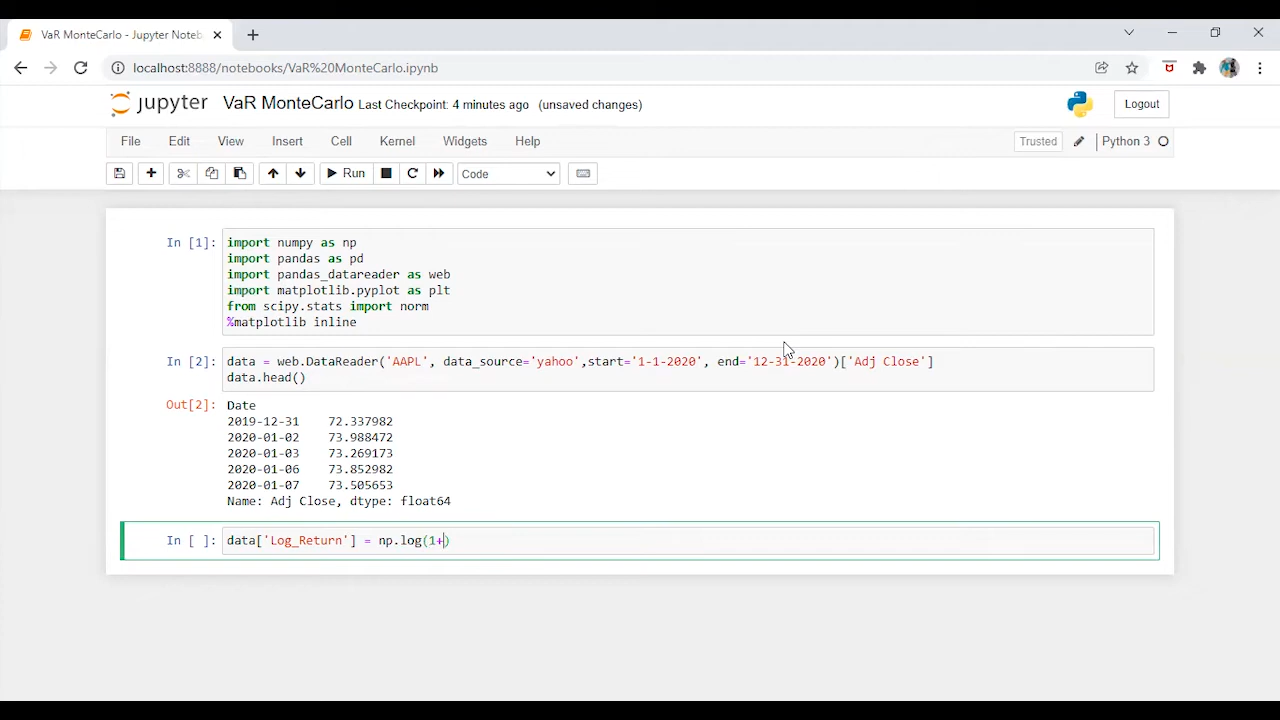 VaR MonteCarlo - Jupyter Noteb
localhost:8888/notebooks/VaR%20MonteCarlo.ipynb
jupyter VaR MonteCarlo Last Checkpoint: 4 minutes ago (unsaved changes) Logout
File Edit View Insert Cell Kernel Widgets Help Trusted Python 3
Run Code
In [1]: import numpy as np
import pandas as pd
import pandas_datareader as web
import matplotlib.pyplot as plt
from scipy.stats import norm
%matplotlib inline
In [2]: data = web.DataReader('AAPL', data_source='yahoo',start='1-1-2020', end='12-31-2020')['Adj Close']
data.head()
Out[2]: Date
2019-12-31 72.337982
2020-01-02 73.988472
2020-01-03 73.269173
2020-01-06 73.852982
2020-01-07 73.505653
Name: Adj Close, dtype: float64
In [ ]: data['Log_Return'] = np.log(1+)